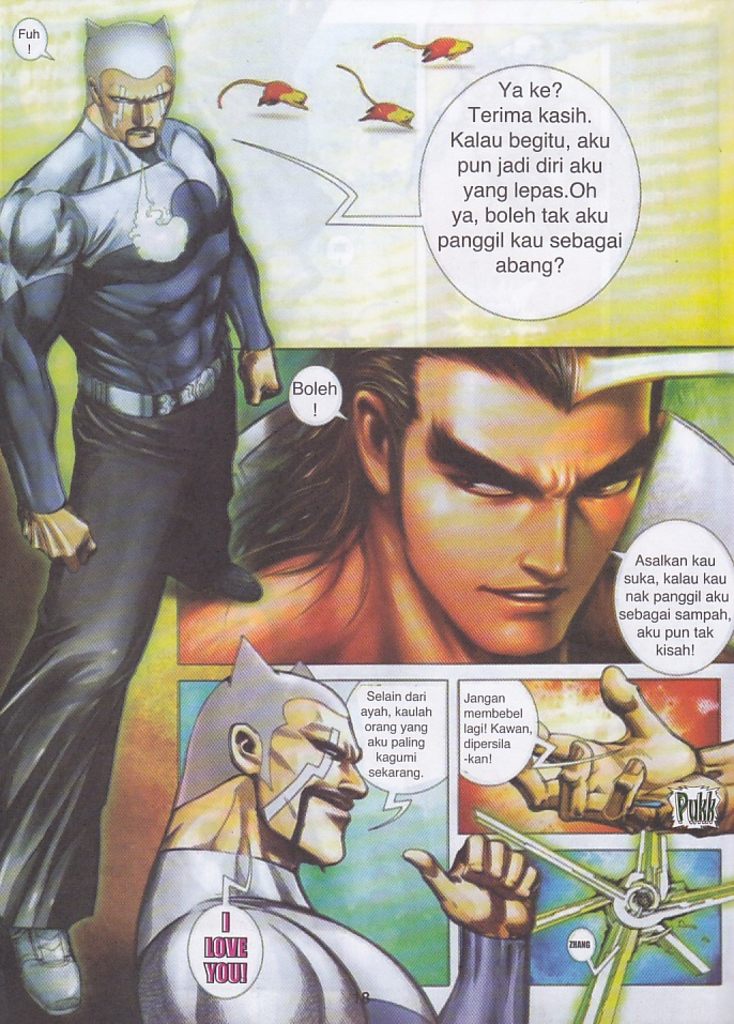 Fuh
!
Ya ke?
Terima kasih.
Kalau begitu, aku
pun jadi diri aku
yang lepas.Oh
ya, boleh tak aku
panggil kau sebagai
abang?
Boleh
!
Asalkan kau
suka, kalau kau
nak panggil aku
sebagai sampah,
aku pun tak
kisah!
Selain dari
ayah, kaulah
orang yang
aku paling
kagumi
sekarang.
I
LOVE
YOU!
Jangan
membebel
lagi! Kawan,
dipersila
-kan!
Pukk
ZHANG
18